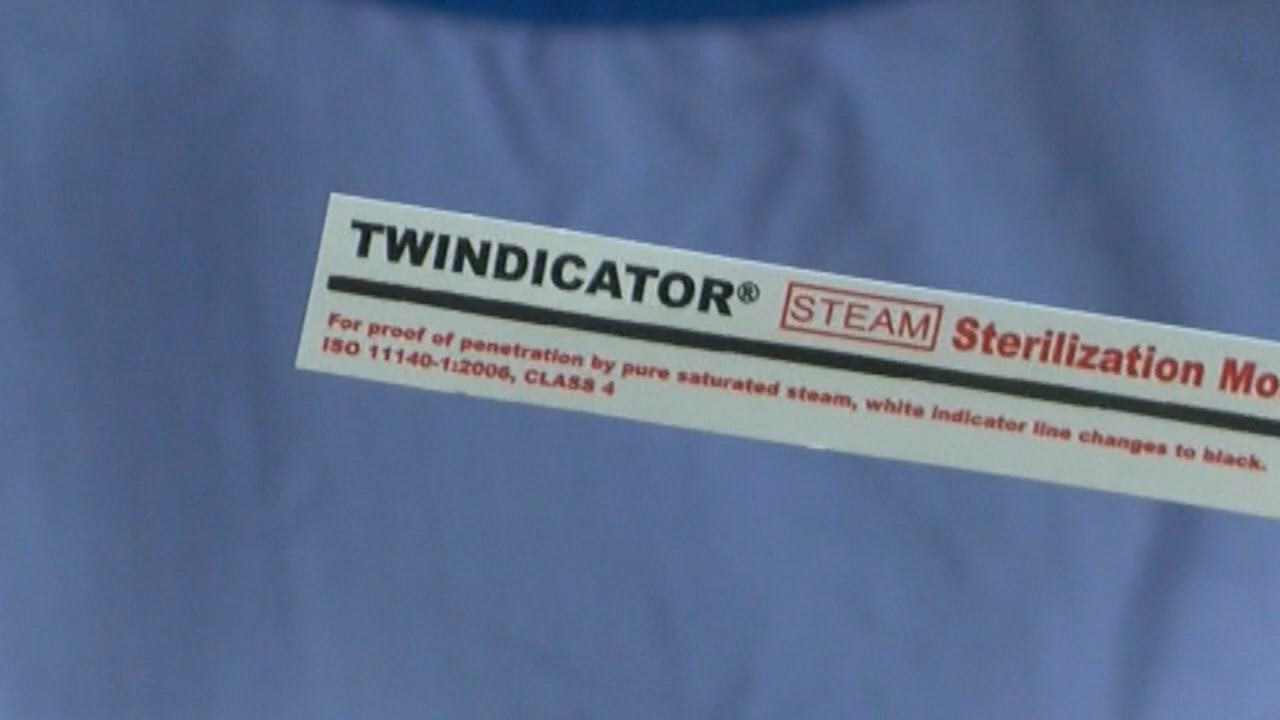 TWINDICATOR® STEAM Sterilization Mo
For proof of penetration by pure saturated steam, white indicator line changes to black.
ISO 11140-1:2006, CLASS 4